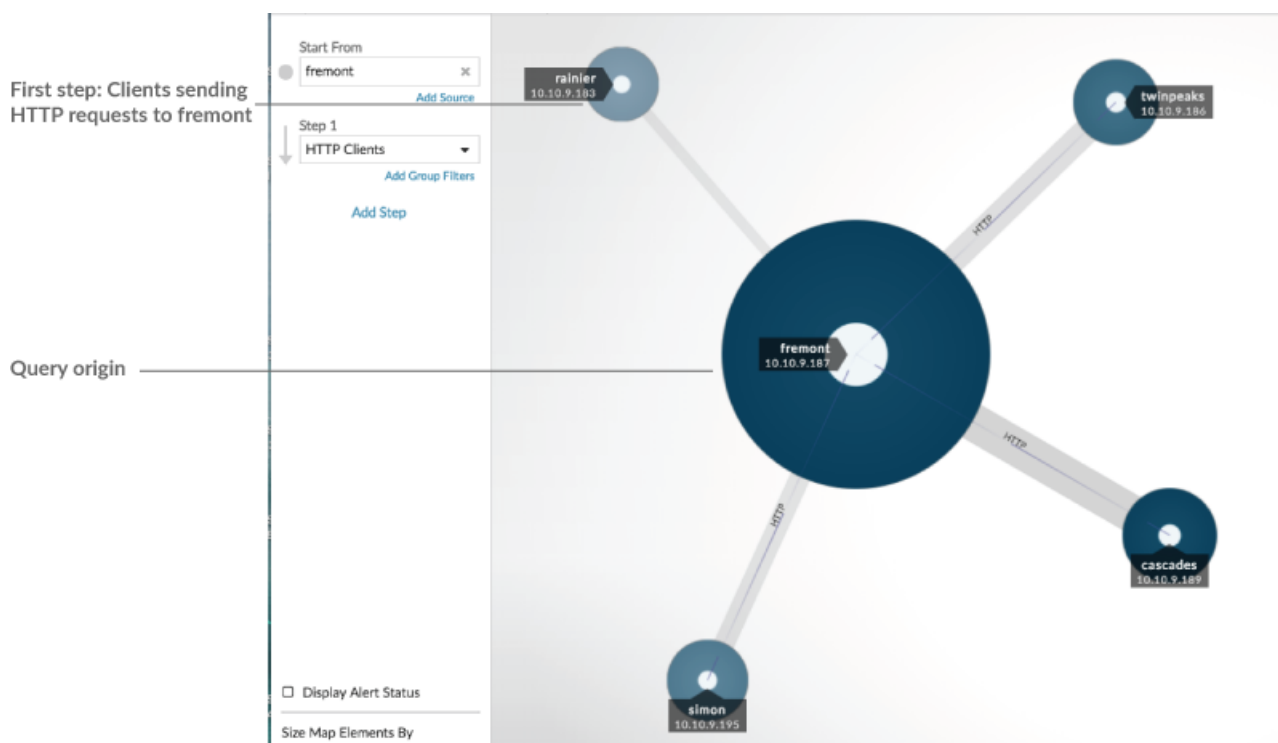 First step: Clients sending
HTTP requests to fremont
Query origin
Start From
fremont
Add Source
Step 1
HTTP Clients
Add Group Filters
Add Step
Display Alert Status
Size Map Elements By
rainier
10.10.9.183
twinpeaks
10.10.9.186
HTTP
fremont
10.10.9.187
HTTP
cascades
10.10.9.189
HTTP
simon
10.10.9.195